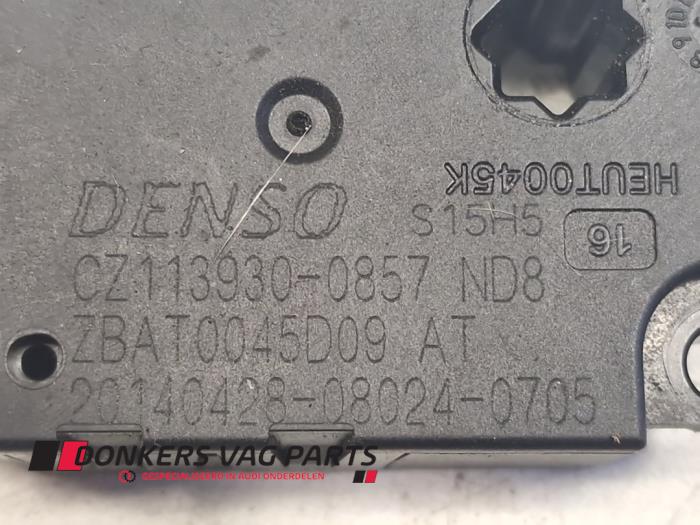 HEUT0045K
16
DENSO S15H5
CZ113930-0857 ND8
ZBAT0045D09 AT
20140428-08024-0705
DONKERS VAG PARTS
GESPECIALISEERD IN AUDI ONDERDELEN